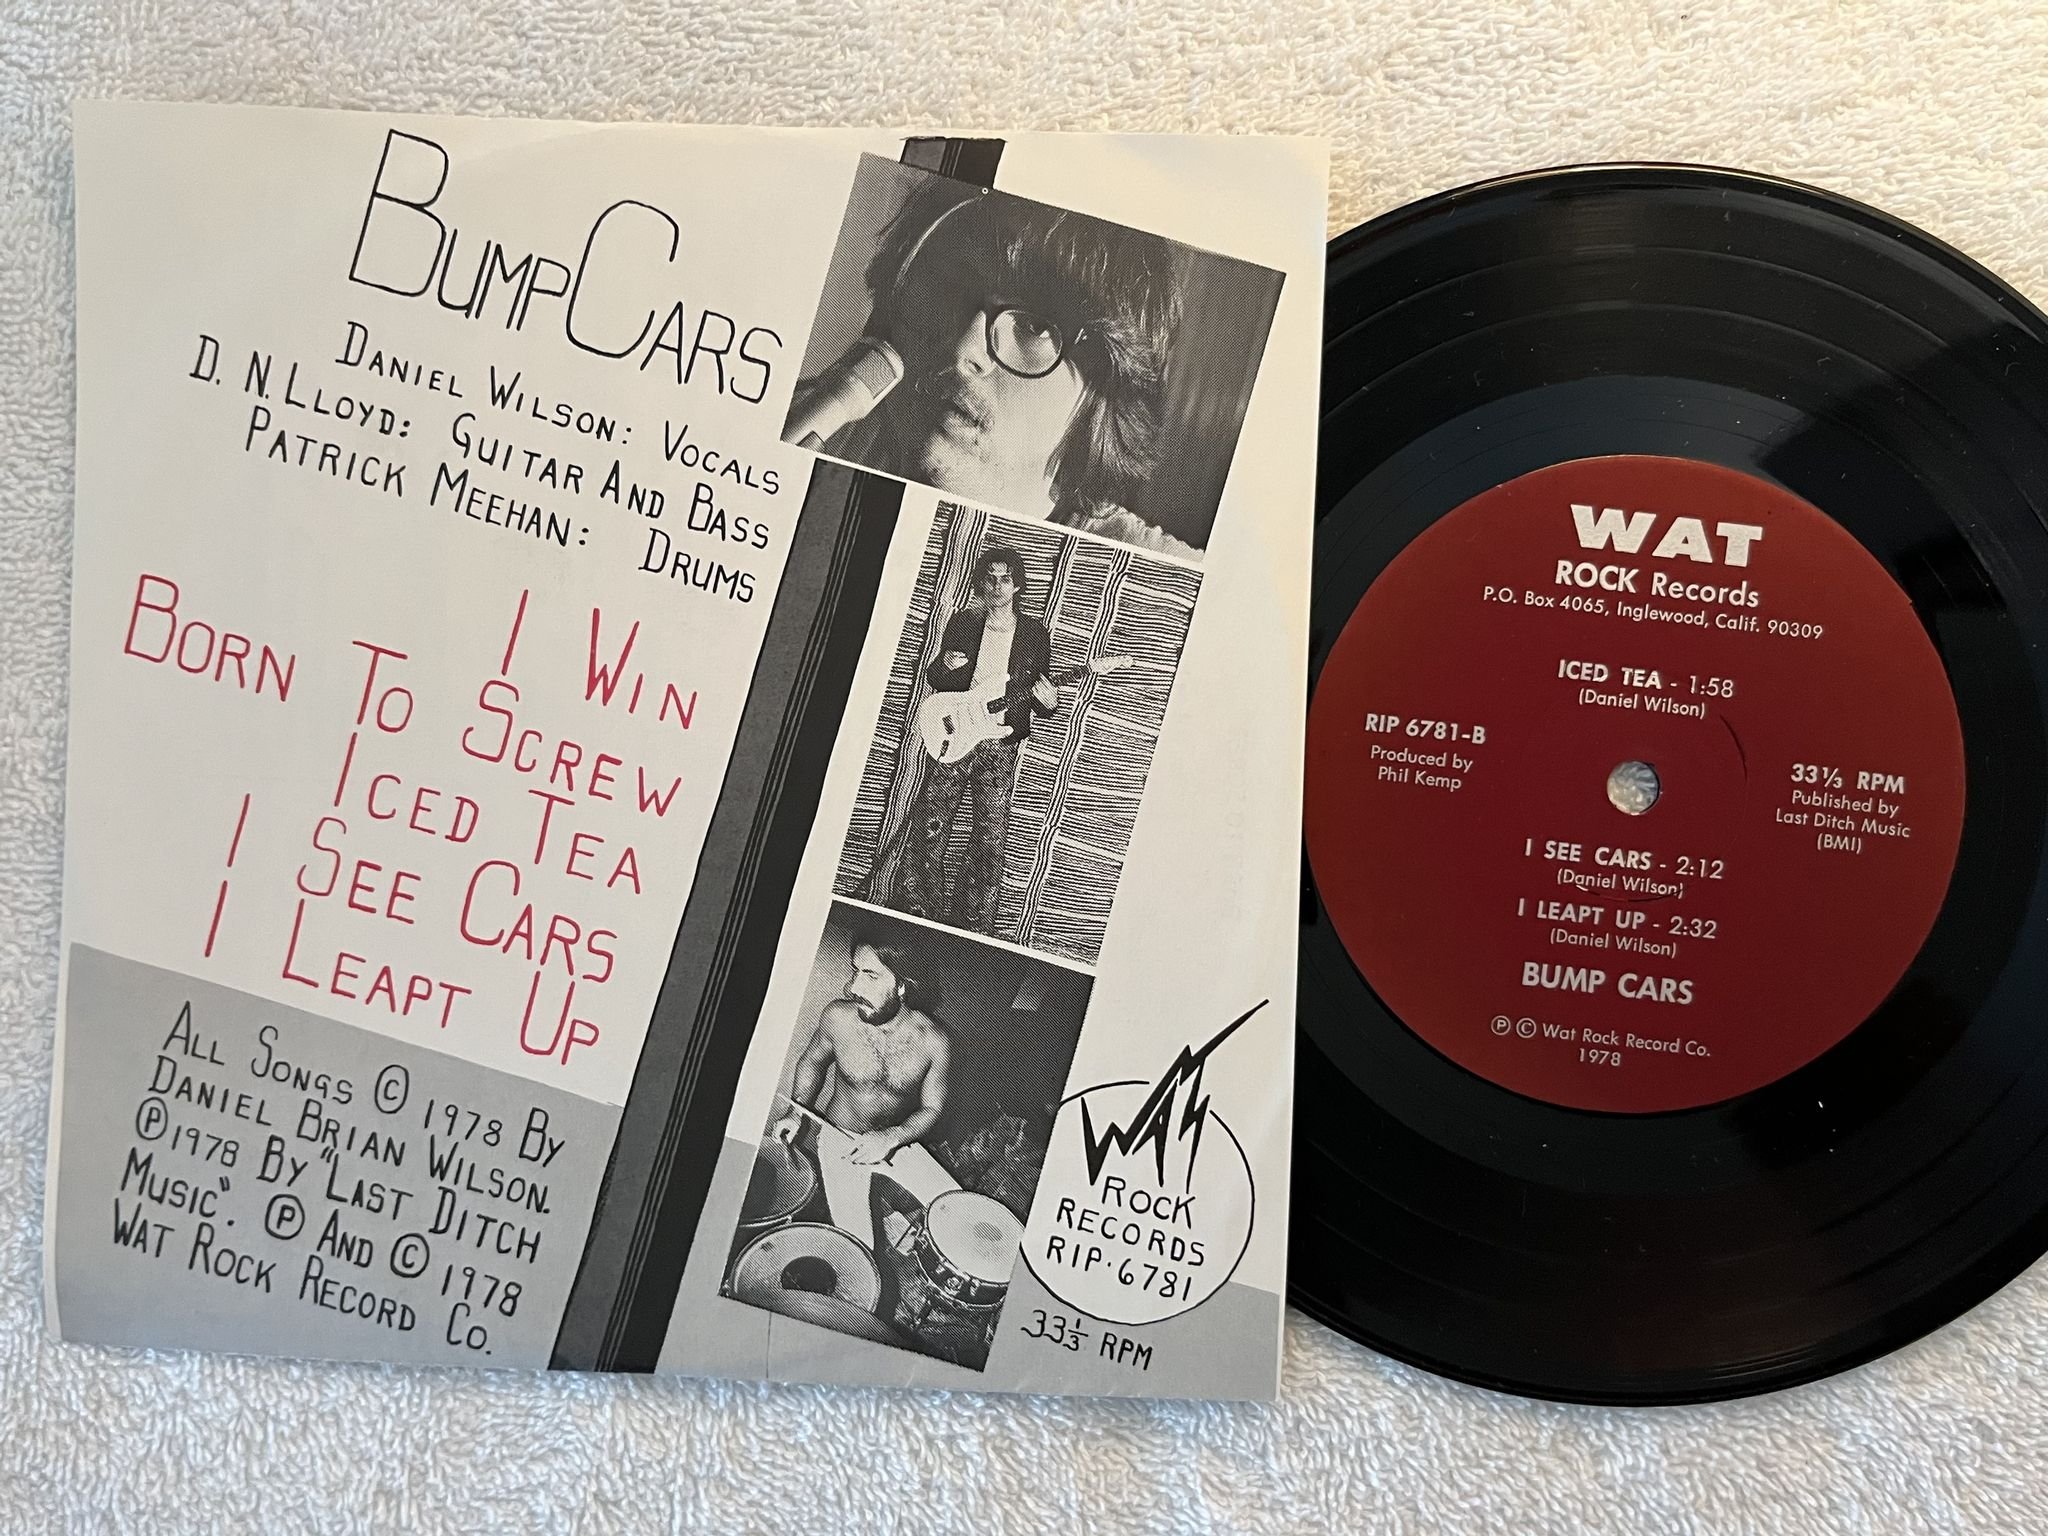 BUMPCARS
DANIEL WILSON: VOCALS
D. N. LLOYD: GUITAR AND BASS
PATRICK MEEHAN: DRUMS
I WIN
BORN TO SCREW
ICED TEA
I SEE CARS
I LEAPT UP
ALL SONGS © 1978 BY
DANIEL BRIAN WILSON.
℗1978 BY "LAST DITCH
MUSIC". ℗ AND © 1978
WAT ROCK RECORD CO.
WAT
ROCK
RECORDS
RIP·6781
33⅓ RPM
WAT
ROCK Records
P.O. Box 4065, Inglewood, Calif. 90309
ICED TEA - 1:58
(Daniel Wilson)
RIP 6781-B
Produced by
Phil Kemp
33⅓ RPM
Published by
Last Ditch Music
(BMI)
I SEE CARS - 2:12
(Daniel Wilson)
I LEAPT UP - 2:32
(Daniel Wilson)
BUMP CARS
℗ © Wat Rock Record Co.
1978